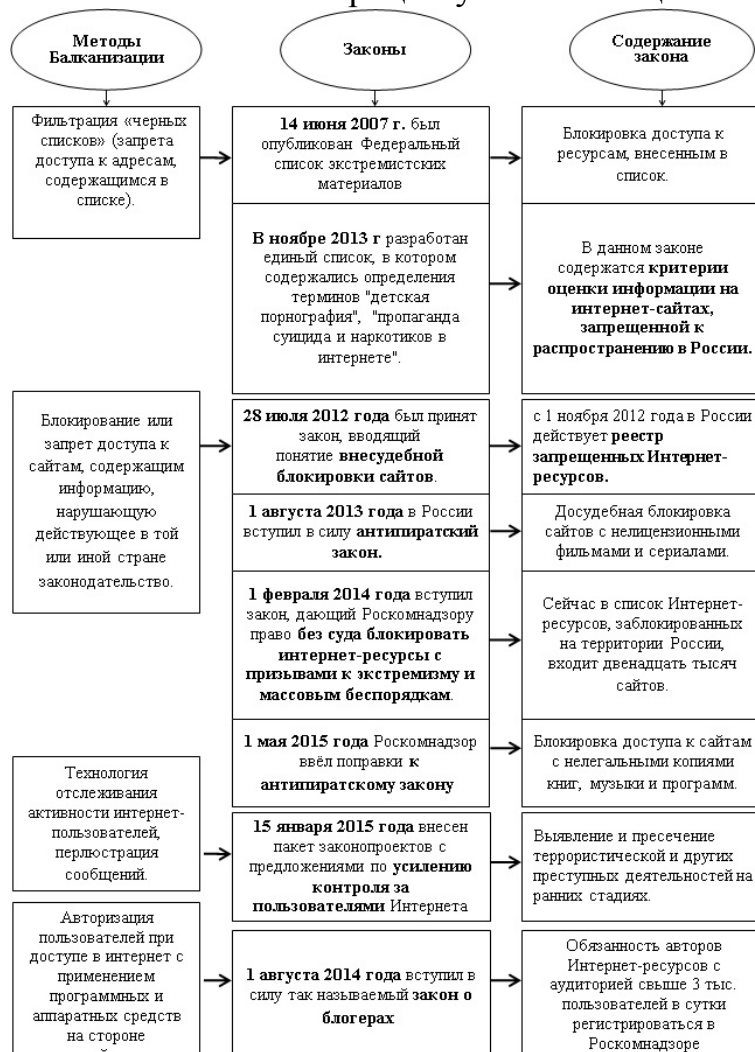 Методы
Балканизации
Законы
Содержание
закона
Фильтрация «черных
списков» (запрета
доступа к адресам,
содержащимся в
списке).
14 июня 2007 г. был
опубликован Федеральный
список экстремистских
материалов
Блокировка доступа к
ресурсам, внесенным в
список.
В ноябре 2013 г разработан
единый список, в котором
содержались определения
терминов "детская
порнография", "пропаганда
суицида и наркотиков в
интернете".
В данном законе
содержатся критерии
оценки информации на
интернет-сайтах,
запрещенной к
распространению в России.
Блокирование или
запрет доступа к
сайтам, содержащим
информацию,
нарушающую
действующее в той
или иной стране
законодательство.
28 июля 2012 года был принят
закон, вводящий
понятие внесудебной
блокировки сайтов.
с 1 ноября 2012 года в России
действует реестр
запрещенных Интернет-
ресурсов.
1 августа 2013 года в России
вступил в силу антипиратский
закон.
Досудебная блокировка
сайтов с нелицензионными
фильмами и сериалами.
1 февраля 2014 года вступил
закон, дающий Роскомнадзору
право без суда блокировать
интернет-ресурсы с
призывами к экстремизму и
массовым беспорядкам.
Сейчас в список Интернет-
ресурсов, заблокированных
на территории России,
входит двенадцать тысяч
сайтов.
1 мая 2015 года Роскомнадзор
ввёл поправки к
антипиратскому закону
Блокировка доступа к сайтам
с нелегальными копиями
книг, музыки и программ.
Технология
отслеживания
активности интернет-
пользователей,
перлюстрация
сообщений.
15 января 2015 года внесен
пакет законопроектов с
предложениями по усилению
контроля за
пользователями Интернета
Выявление и пресечение
террористической и других
преступных деятельностей на
ранних стадиях.
Авторизация
пользователей при
доступе в интернет с
применением
программных и
аппаратных средств
на стороне
1 августа 2014 года вступил в
силу так называемый закон о
блогерах
Обязанность авторов
Интернет-ресурсов с
аудиторией свыше 3 тыс.
пользователей в сутки
регистрироваться в
Роскомнадзоре